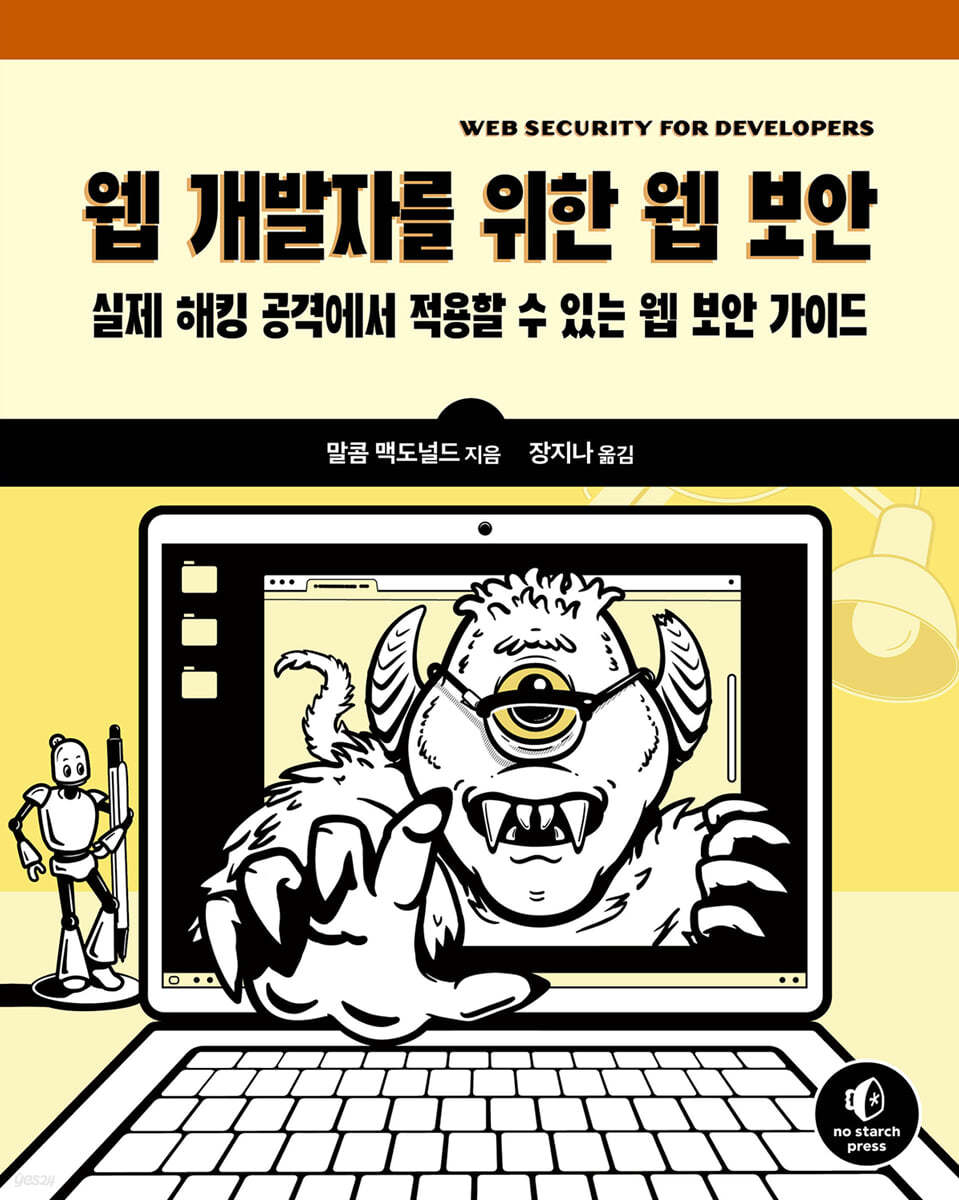 WEB SECURITY FOR DEVELOPERS
웹 개발자를 위한 웹 보안
실제 해킹 공격에서 적용할 수 있는 웹 보안 가이드
말콤 맥도널드 지음 장지나 옮김
no starch
press
yes24